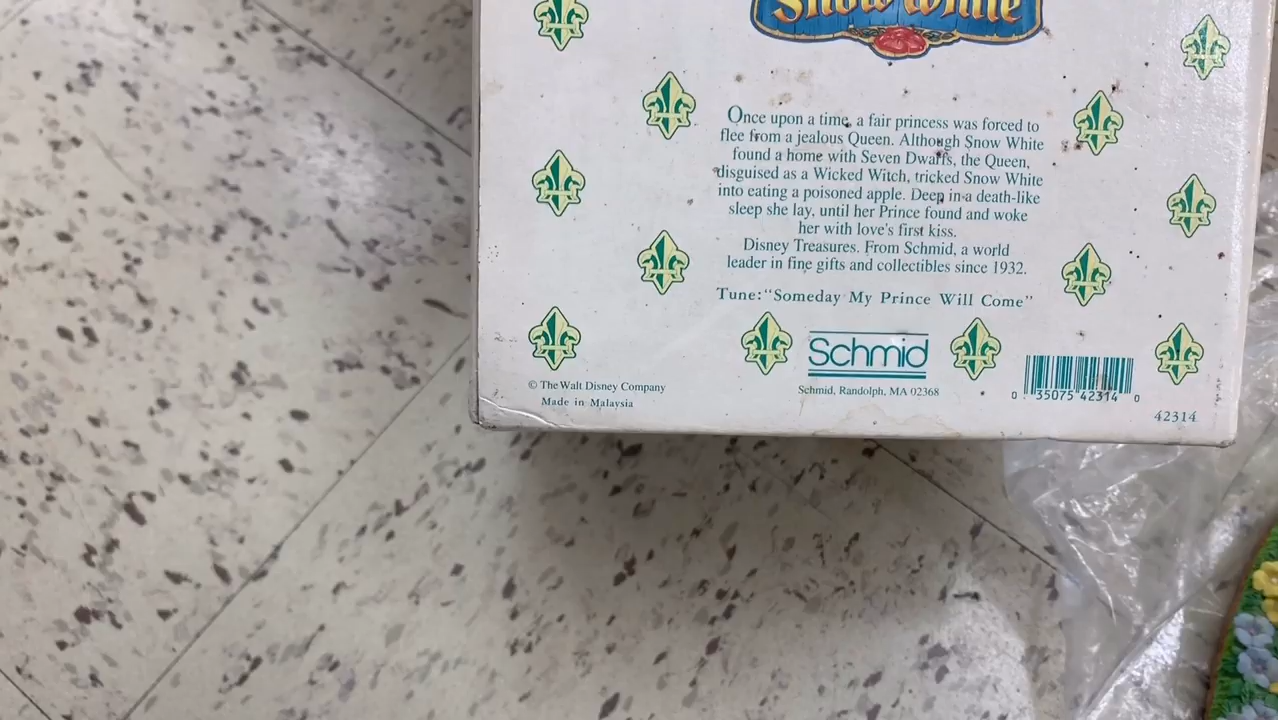 Snow White
Once upon a time, a fair princess was forced to
flee from a jealous Queen. Although Snow White
found a home with Seven Dwarfs, the Queen,
disguised as a Wicked Witch, tricked Snow White
into eating a poisoned apple. Deep in a death-like
sleep she lay, until her Prince found and woke
her with love's first kiss.
Disney Treasures. From Schmid, a world
leader in fine gifts and collectibles since 1932.
Tune:"Someday My Prince Will Come"
Schmid
© The Walt Disney Company
Made in Malaysia
Schmid, Randolph, MA 02368
0 35075 42314 0
42314